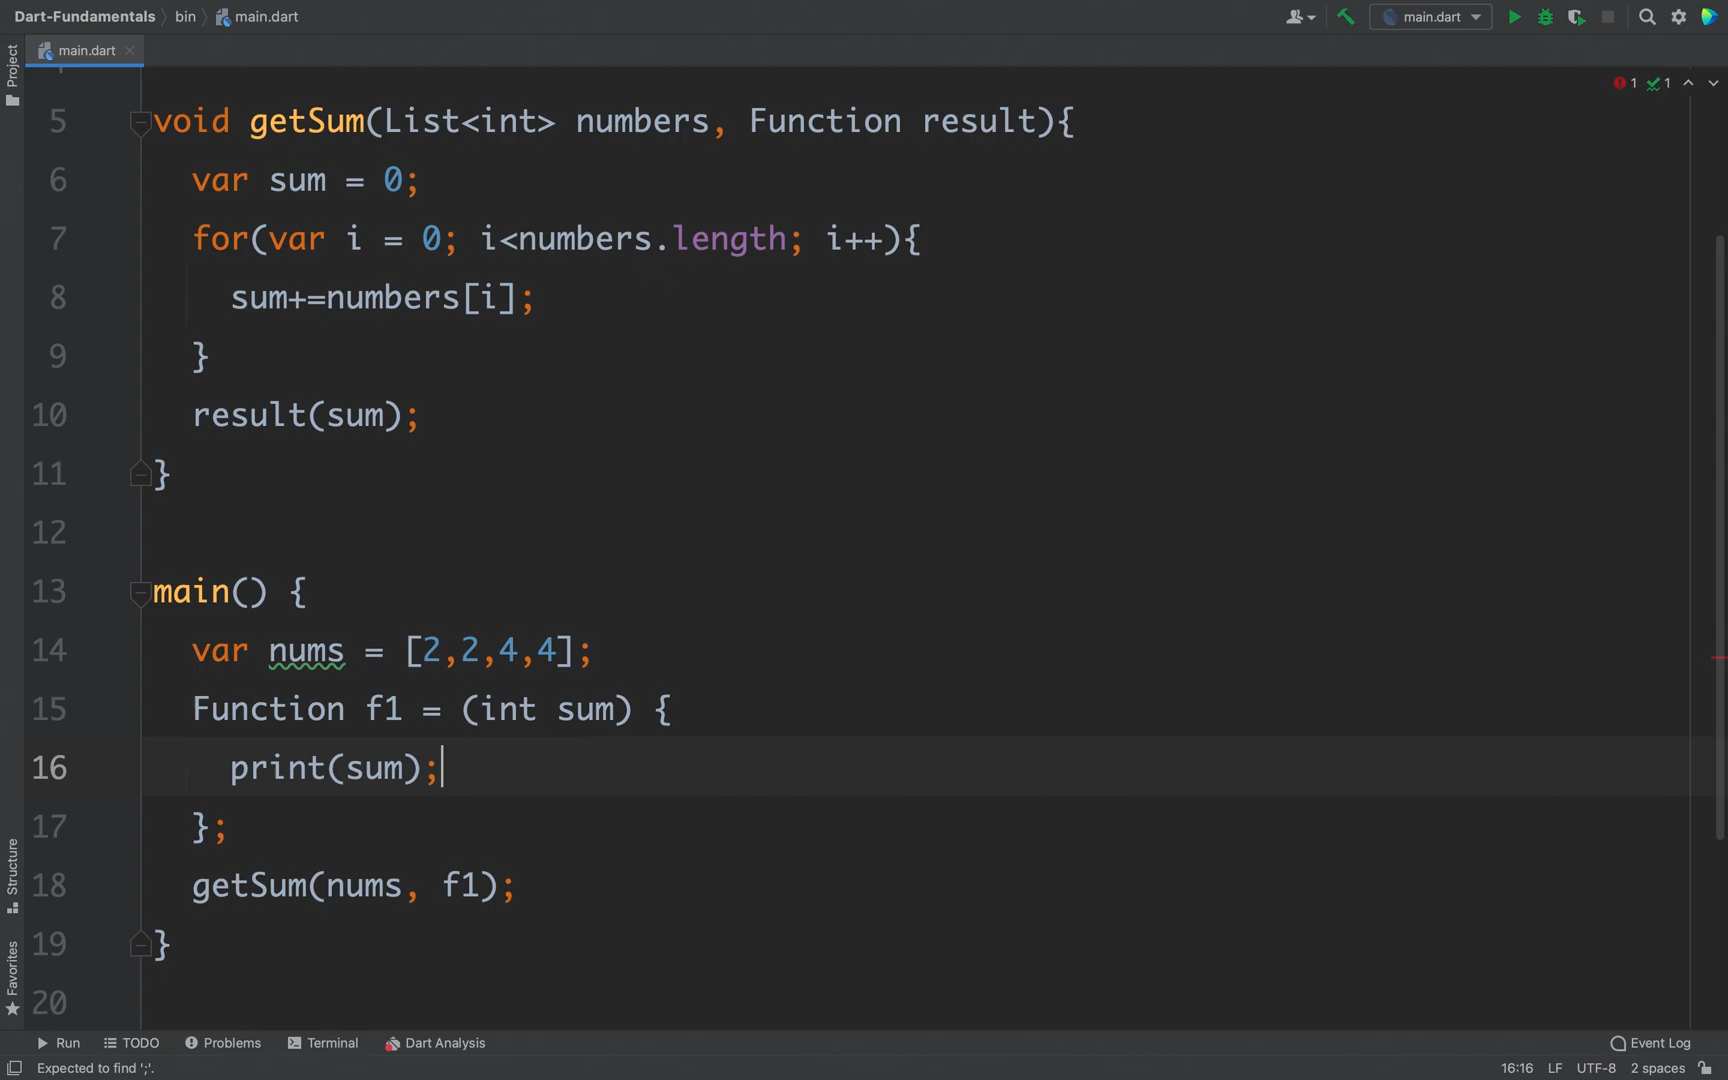 Dart-Fundamentals bin main.dart
main.dart
main.dart
Project
1 1
5 void getSum(List<int> numbers, Function result){
6 var sum = 0;
7 for(var i = 0; i<numbers.length; i++){
8 sum+=numbers[i];
9 }
10 result(sum);
11 }
12
13 main() {
14 var nums = [2,2,4,4];
15 Function f1 = (int sum) {
16 print(sum);
17 };
18 getSum(nums, f1);
19 }
20
Structure
Favorites
Run TODO Problems Terminal Dart Analysis Event Log
Expected to find ';'. 16:16 LF UTF-8 2 spaces